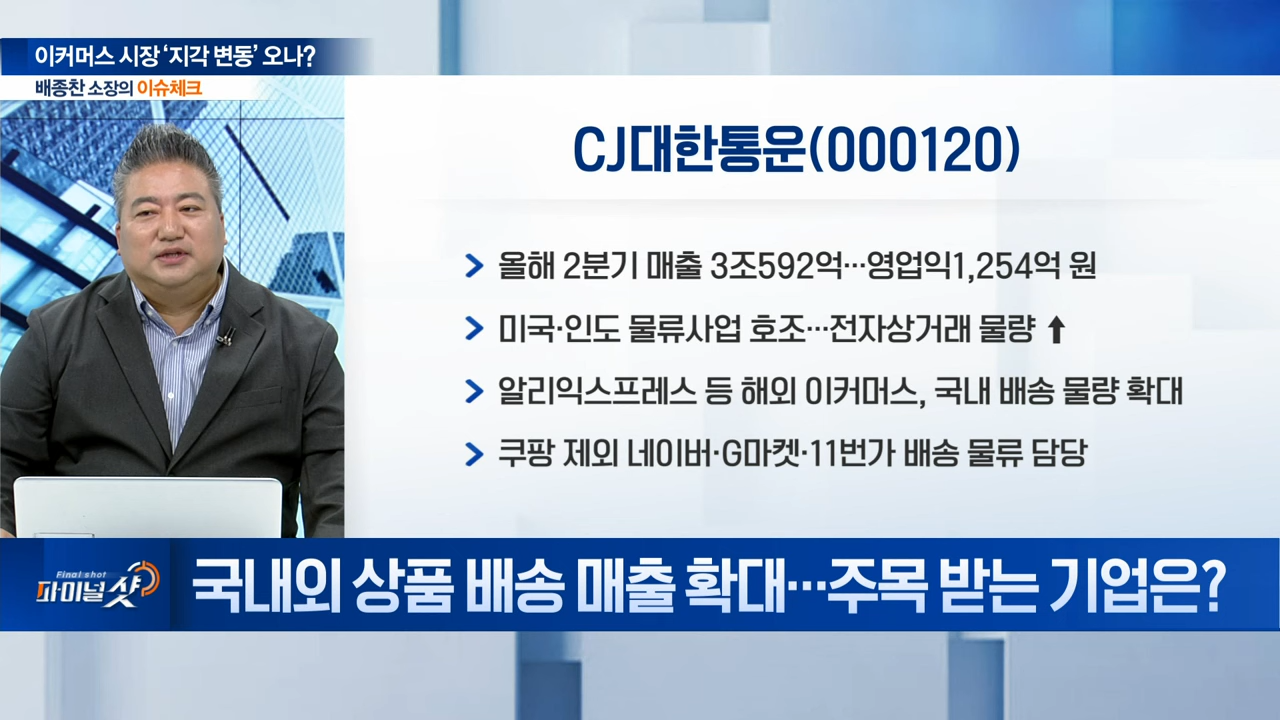 이커머스 시장 '지각 변동' 오나?
배종찬 소장의 이슈체크
CJ대한통운(000120)
올해 2분기 매출 3조592억…영업익1,254억 원
미국·인도 물류사업 호조…전자상거래 물량 ⬆
알리익스프레스 등 해외 이커머스, 국내 배송 물량 확대
쿠팡 제외 네이버·G마켓·11번가 배송 물류 담당
Final shot
파이널샷
국내외 상품 배송 매출 확대…주목 받는 기업은?